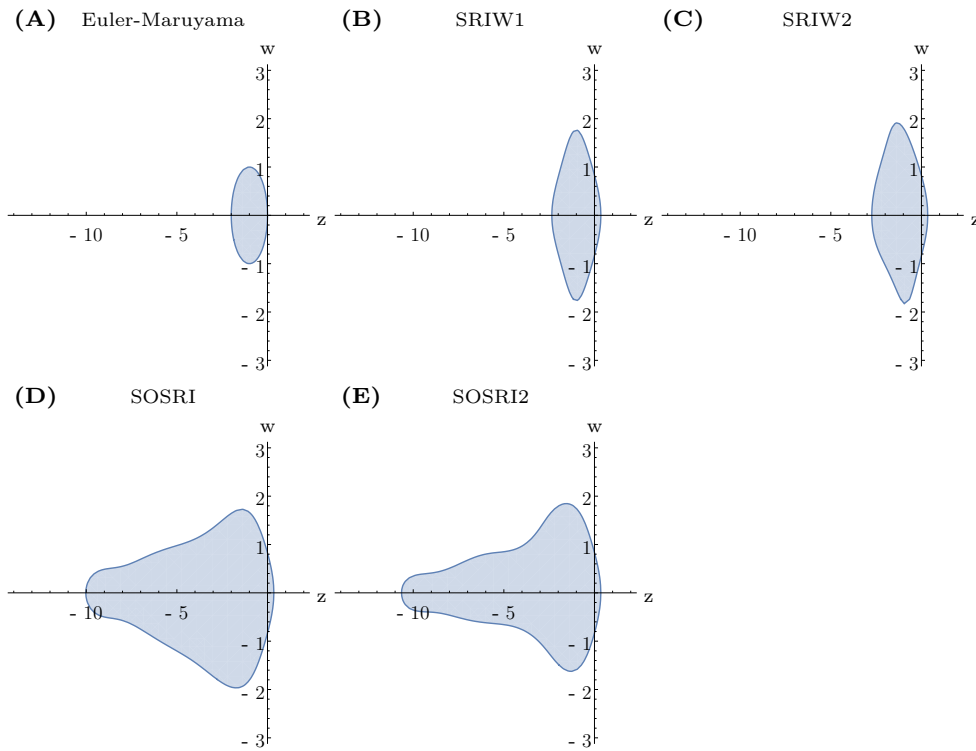 (A) Euler-Maruyama
w
3
2
1
- 10 - 5 z
- 1
- 2
- 3
(B) SRIW1
w
3
2
1
- 10 - 5 z
- 1
- 2
- 3
(C) SRIW2
w
3
2
1
- 10 - 5 z
- 1
- 2
- 3
(D) SOSRI
w
3
2
1
- 10 - 5 z
- 1
- 2
- 3
(E) SOSRI2
w
3
2
1
- 10 - 5 z
- 1
- 2
- 3